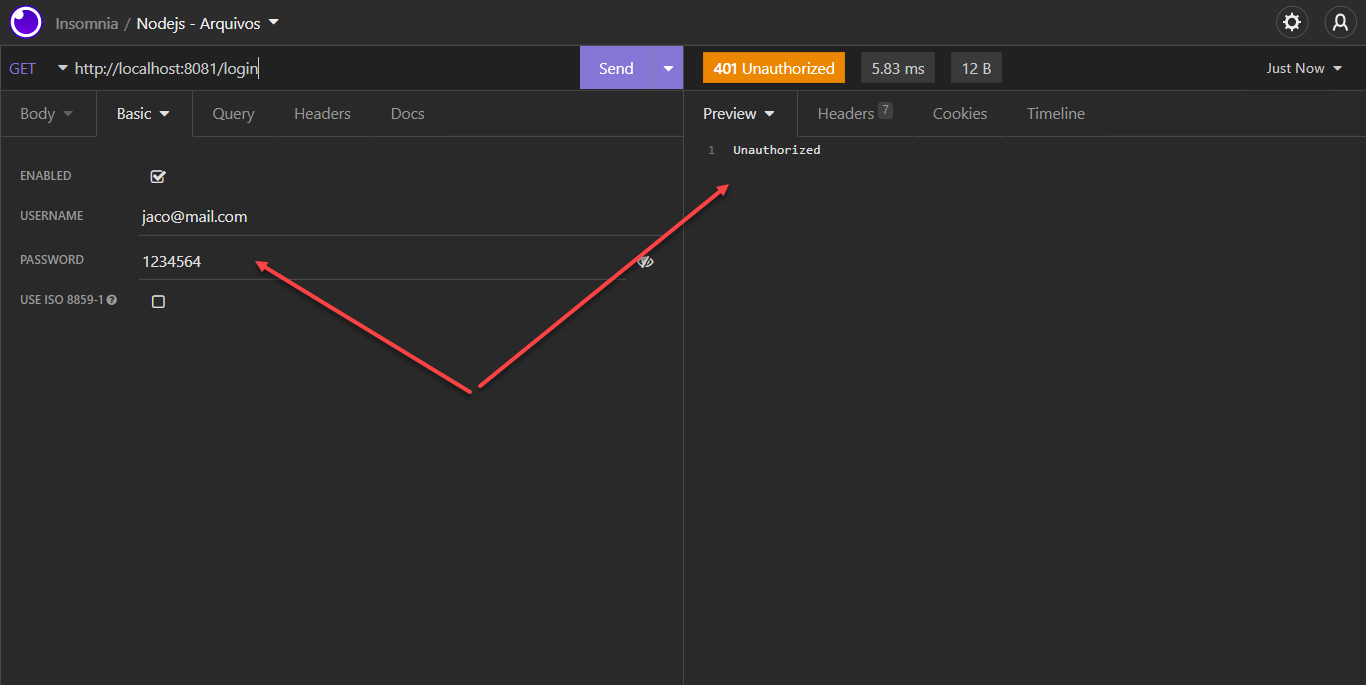 Insomnia / Nodejs - Arquivos
GET http://localhost:8081/login Send 401 Unauthorized 5.83 ms 12 B Just Now
Body Basic Query Headers Docs Preview Headers 7 Cookies Timeline
1 Unauthorized
ENABLED
USERNAME jaco@mail.com
PASSWORD 1234564
USE ISO 8859-1